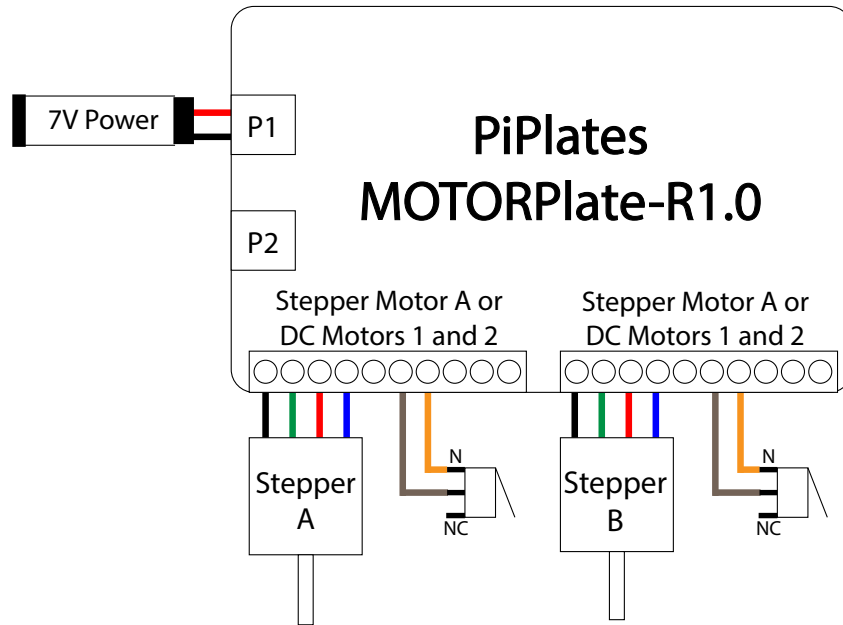 7V Power
P1
PiPlates
MOTORPlate-R1.0
P2
Stepper Motor A or
DC Motors 1 and 2
Stepper Motor A or
DC Motors 1 and 2
Stepper
A
N
NC
Stepper
B
N
NC